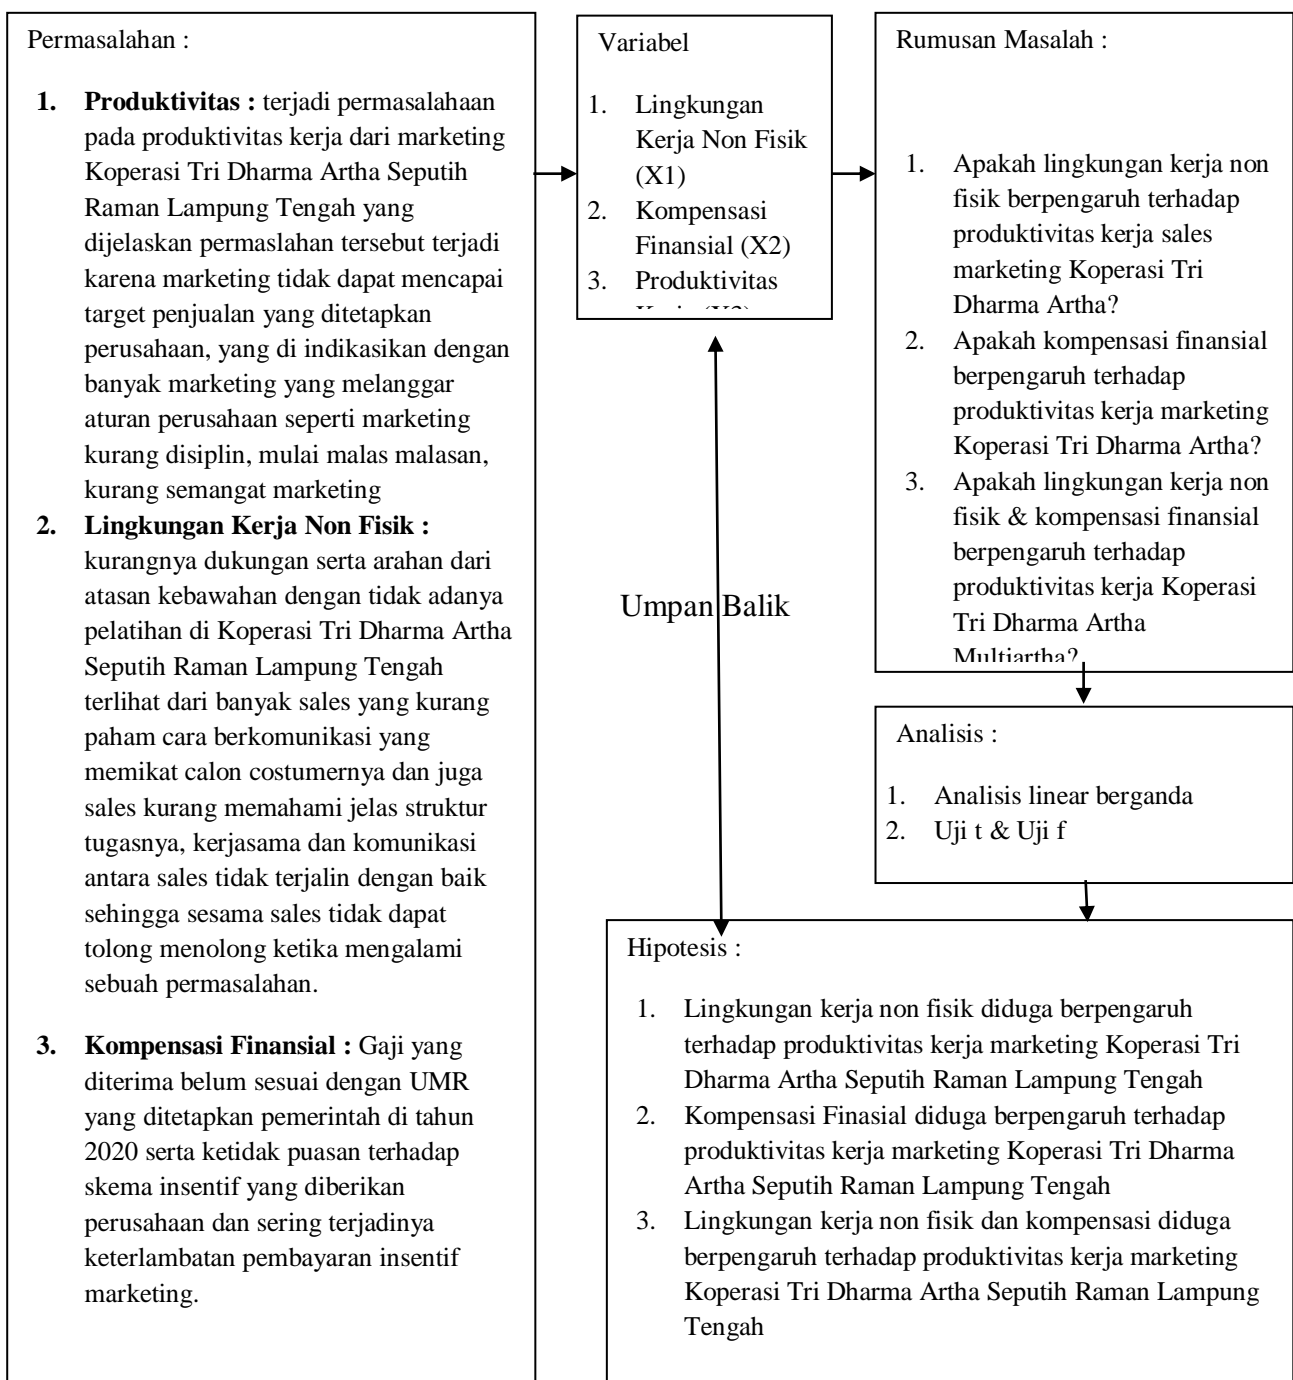 Permasalahan :
1. Produktivitas : terjadi permasalahaan
pada produktivitas kerja dari marketing
Koperasi Tri Dharma Artha Seputih
Raman Lampung Tengah yang
dijelaskan permaslahan tersebut terjadi
karena marketing tidak dapat mencapai
target penjualan yang ditetapkan
perusahaan, yang di indikasikan dengan
banyak marketing yang melanggar
aturan perusahaan seperti marketing
kurang disiplin, mulai malas malasan,
kurang semangat marketing
2. Lingkungan Kerja Non Fisik :
kurangnya dukungan serta arahan dari
atasan kebawahan dengan tidak adanya
pelatihan di Koperasi Tri Dharma Artha
Seputih Raman Lampung Tengah
terlihat dari banyak sales yang kurang
paham cara berkomunikasi yang
memikat calon costumernya dan juga
sales kurang memahami jelas struktur
tugasnya, kerjasama dan komunikasi
antara sales tidak terjalin dengan baik
sehingga sesama sales tidak dapat
tolong menolong ketika mengalami
sebuah permasalahan.
3. Kompensasi Finansial : Gaji yang
diterima belum sesuai dengan UMR
yang ditetapkan pemerintah di tahun
2020 serta ketidak puasan terhadap
skema insentif yang diberikan
perusahaan dan sering terjadinya
keterlambatan pembayaran insentif
marketing.
Variabel
1. Lingkungan
Kerja Non Fisik
(X1)
2. Kompensasi
Finansial (X2)
3. Produktivitas
Rumusan Masalah :
1. Apakah lingkungan kerja non
fisik berpengaruh terhadap
produktivitas kerja sales
marketing Koperasi Tri
Dharma Artha?
2. Apakah kompensasi finansial
berpengaruh terhadap
produktivitas kerja marketing
Koperasi Tri Dharma Artha?
3. Apakah lingkungan kerja non
fisik & kompensasi finansial
berpengaruh terhadap
produktivitas kerja Koperasi
Tri Dharma Artha
Multiartha?
Umpan Balik
Analisis :
1. Analisis linear berganda
2. Uji t & Uji f
Hipotesis :
1. Lingkungan kerja non fisik diduga berpengaruh
terhadap produktivitas kerja marketing Koperasi Tri
Dharma Artha Seputih Raman Lampung Tengah
2. Kompensasi Finasial diduga berpengaruh terhadap
produktivitas kerja marketing Koperasi Tri Dharma
Artha Seputih Raman Lampung Tengah
3. Lingkungan kerja non fisik dan kompensasi diduga
berpengaruh terhadap produktivitas kerja marketing
Koperasi Tri Dharma Artha Seputih Raman Lampung
Tengah